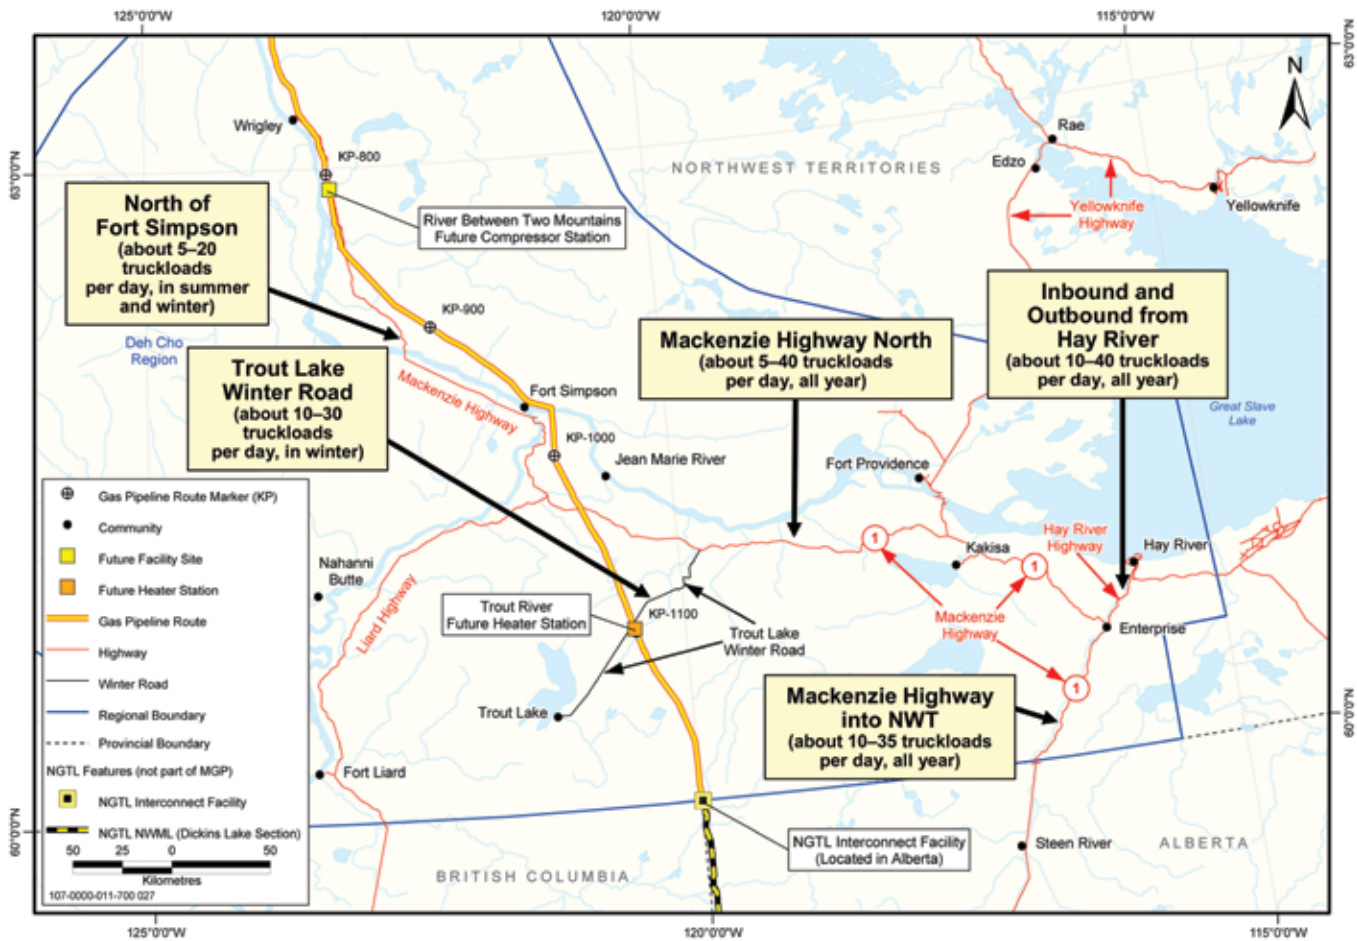 125°0'0"W
120°0'0"W
115°0'0"W
63°0'0"N
63°0'0"N
N
Wrigley
KP-800
NORTHWEST TERRITORIES
Rae
Edzo
Yellowknife
Highway
Yellowknife
North of
Fort Simpson
(about 5–20
truckloads
per day, in summer
and winter)
River Between Two Mountains
Future Compressor Station
KP-900
Deh Cho
Region
Trout Lake
Winter Road
(about 10–30
truckloads
per day, in winter)
Mackenzie Highway
Fort Simpson
KP-1000
Jean Marie River
Mackenzie Highway North
(about 5–40 truckloads
per day, all year)
Inbound and
Outbound from
Hay River
(about 10–40 truckloads
per day, all year)
Great Slave
Lake
Fort Providence
1
Kakisa
1
Hay River
Highway
Hay River
Mackenzie
Highway
Enterprise
1
Gas Pipeline Route Marker (KP)
Community
Future Facility Site
Future Heater Station
Gas Pipeline Route
Highway
Winter Road
Regional Boundary
Provincial Boundary
NGTL Features (not part of MGP)
NGTL Interconnect Facility
NGTL NWML (Dickins Lake Section)
50 25 0 50
Kilometres
107-0000-011-700 027
Nahanni
Butte
Liard Highway
Trout River
Future Heater Station
KP-1100
Trout Lake
Winter Road
Trout Lake
Mackenzie Highway
into NWT
(about 10–35 truckloads
per day, all year)
Fort Liard
NGTL Interconnect Facility
(Located in Alberta)
Steen River
ALBERTA
BRITISH COLUMBIA
60°0'0"N
60°0'0"N
125°0'0"W
120°0'0"W
115°0'0"W